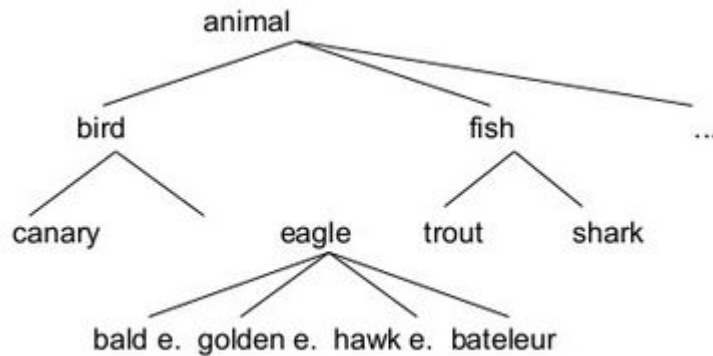 animal
bird fish ...
canary eagle trout shark
bald e. golden e. hawk e. bateleur